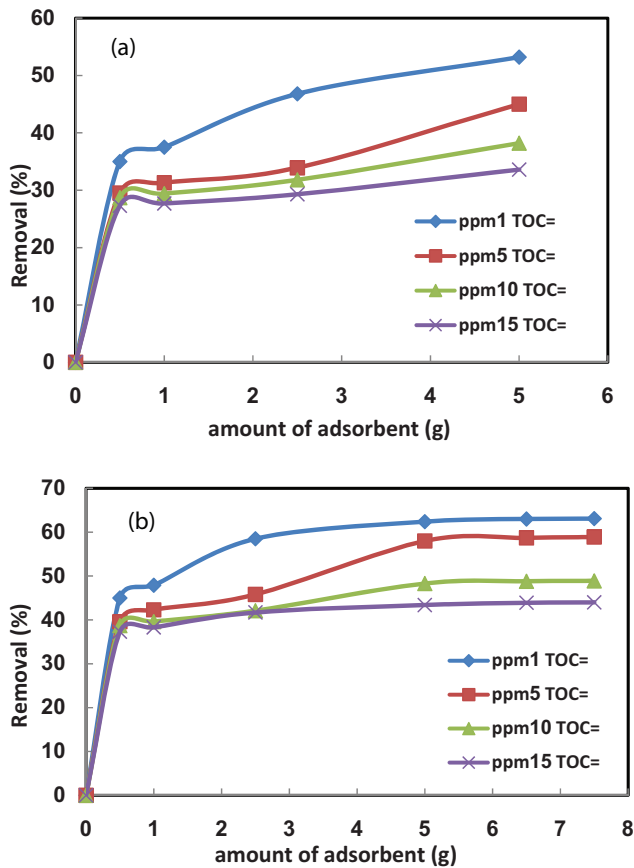 (a)
Removal (%)
60
50
40
30
20
10
0
0 1 2 3 4 5 6
amount of adsorbent (g)
ppm1 TOC=
ppm5 TOC=
ppm10 TOC=
ppm15 TOC=
(b)
Removal (%)
70
60
50
40
30
20
10
0
0 1 2 3 4 5 6 7 8
amount of adsorbent (g)
ppm1 TOC=
ppm5 TOC=
ppm10 TOC=
ppm15 TOC=